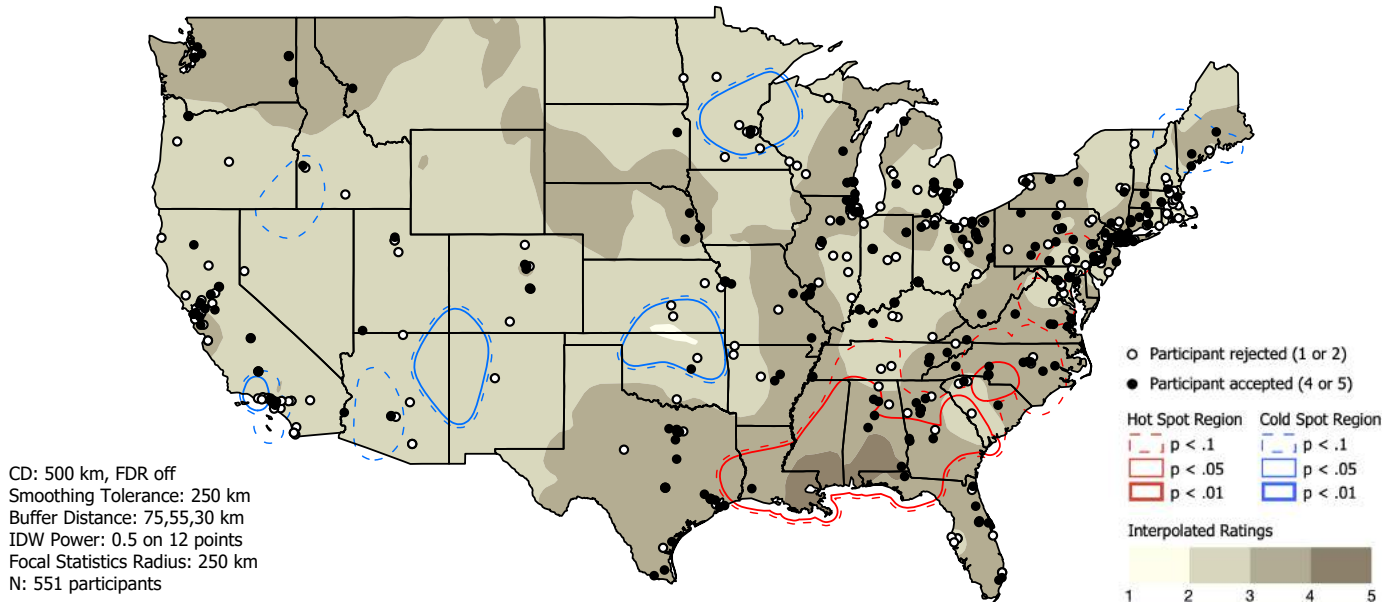 CD: 500 km, FDR off
Smoothing Tolerance: 250 km
Buffer Distance: 75,55,30 km
IDW Power: 0.5 on 12 points
Focal Statistics Radius: 250 km
N: 551 participants
Participant rejected (1 or 2)
Participant accepted (4 or 5)
Hot Spot Region
p < .1
p < .05
p < .01
Cold Spot Region
p < .1
p < .05
p < .01
Interpolated Ratings
1 2 3 4 5